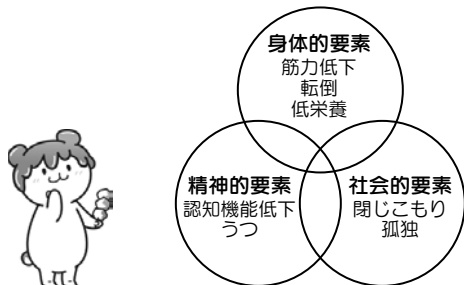 身体的要素
筋力低下
転倒
低栄養
精神的要素
認知機能低下
うつ
社会的要素
閉じこもり
孤独